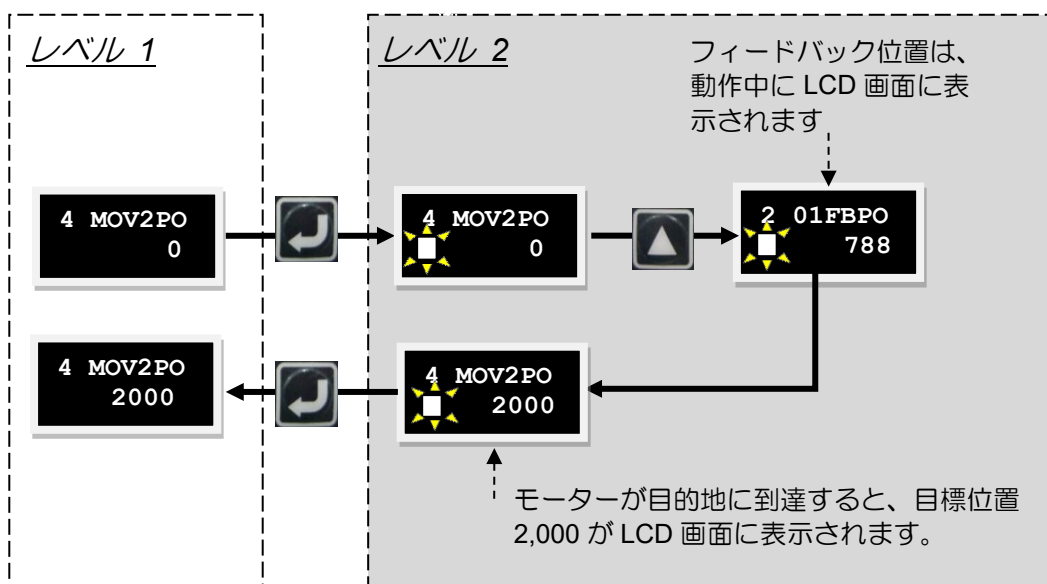 レベル 1
レベル 2
フィードバック位置は、
動作中に LCD 画面に表
示されます
4 MOV2PO
0
4 MOV2PO
0
2 01FBPO
788
4 MOV2PO
2000
4 MOV2PO
2000
モーターが目的地に到達すると、目標位置
2,000 が LCD 画面に表示されます。